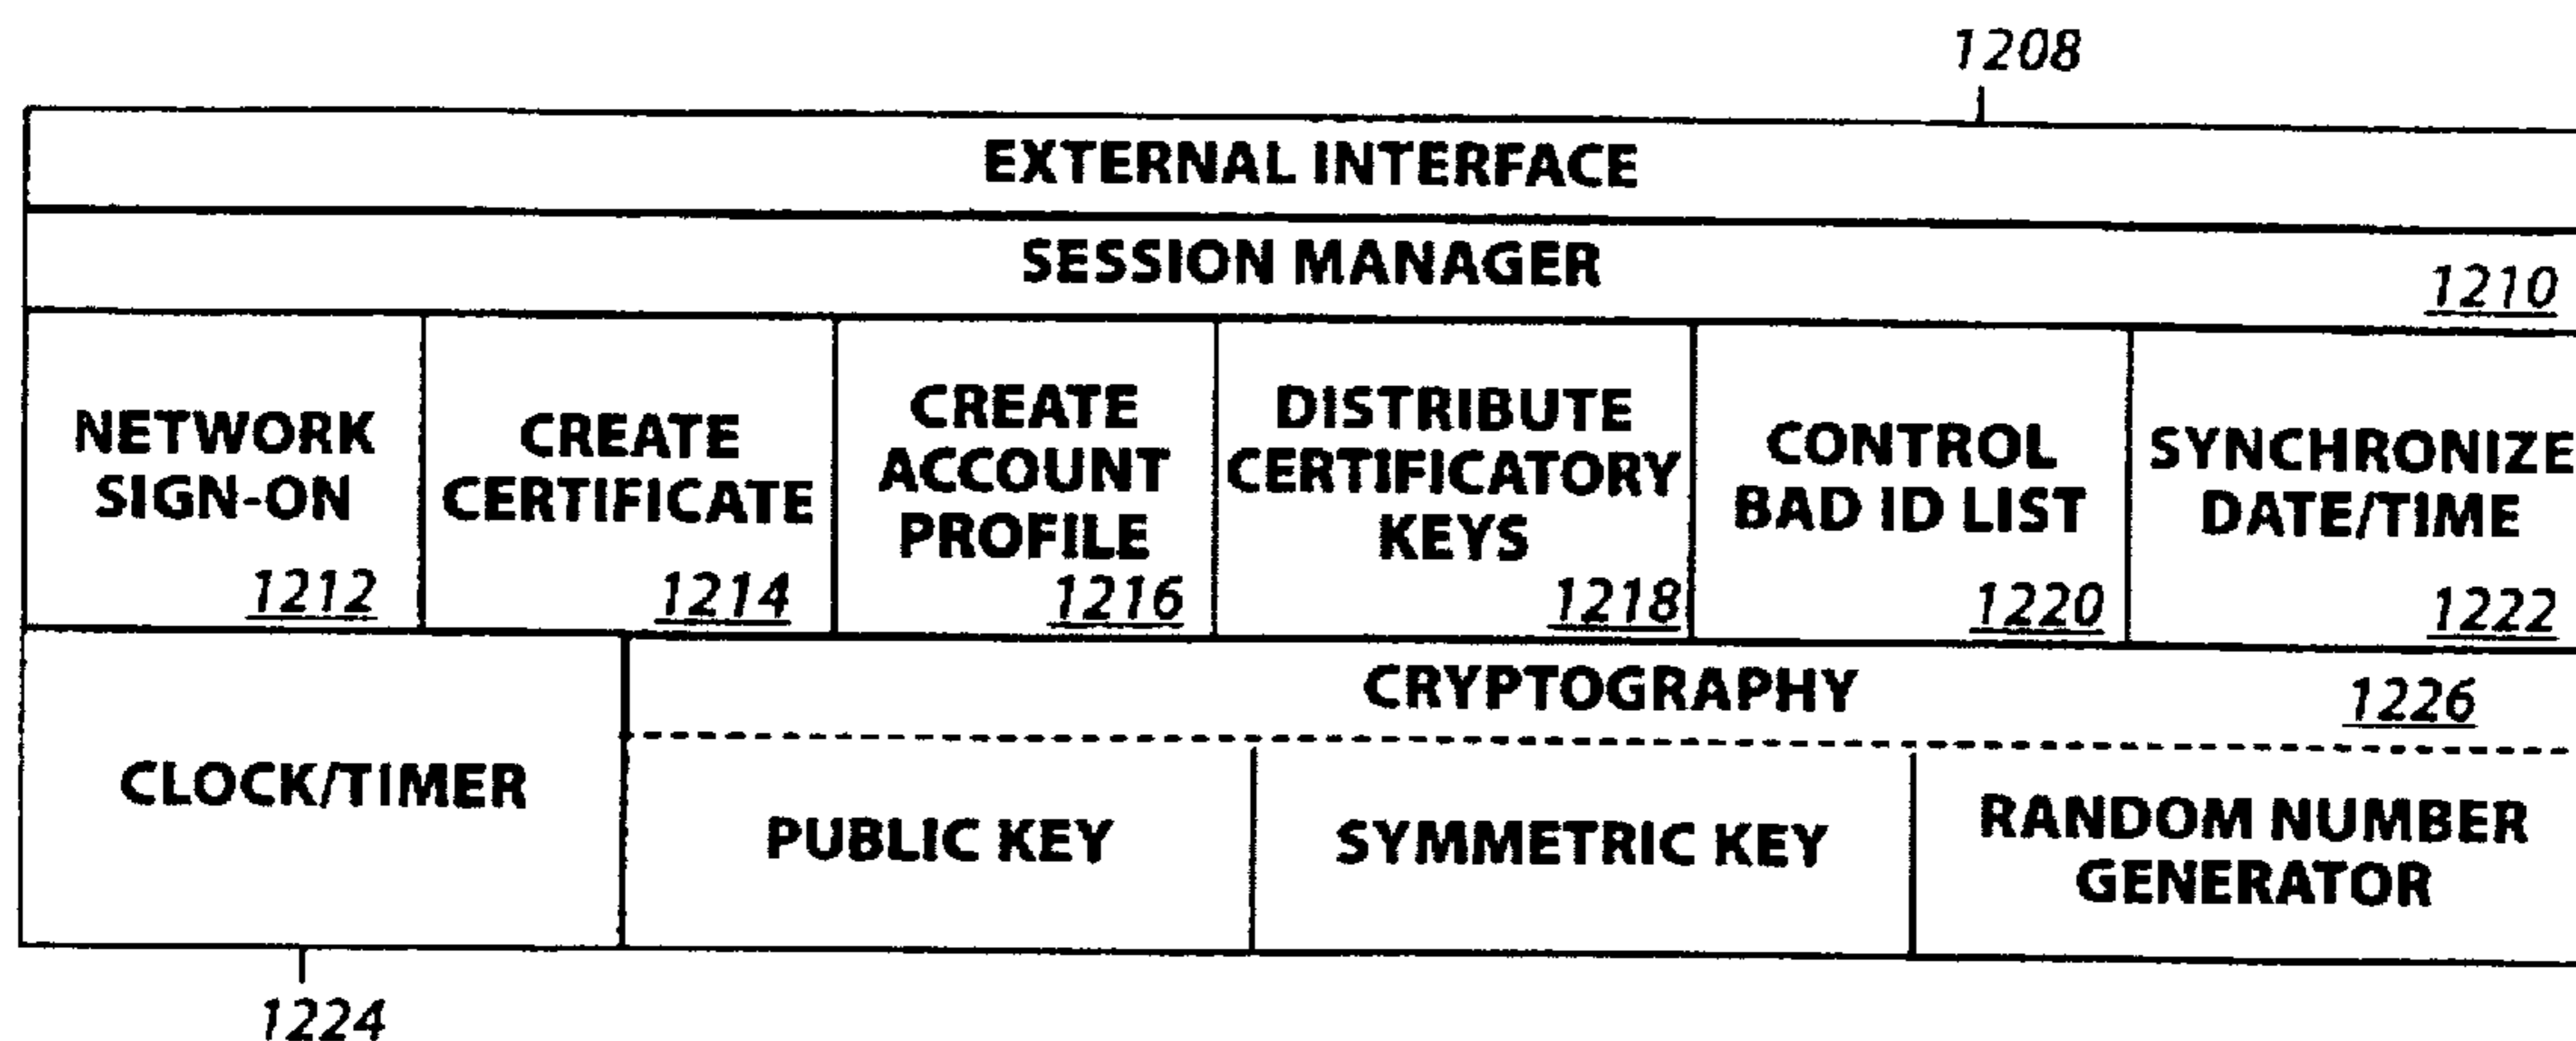 1208
EXTERNAL INTERFACE
SESSION MANAGER
1210
NETWORK
SIGN-ON
1212
CREATE
CERTIFICATE
1214
CREATE
ACCOUNT
PROFILE
1216
DISTRIBUTE
CERTIFICATORY
KEYS
1218
CONTROL
BAD ID LIST
1220
SYNCHRONIZE
DATE/TIME
1222
CLOCK/TIMER
1224
CRYPTOGRAPHY
1226
PUBLIC KEY
SYMMETRIC KEY
RANDOM NUMBER
GENERATOR